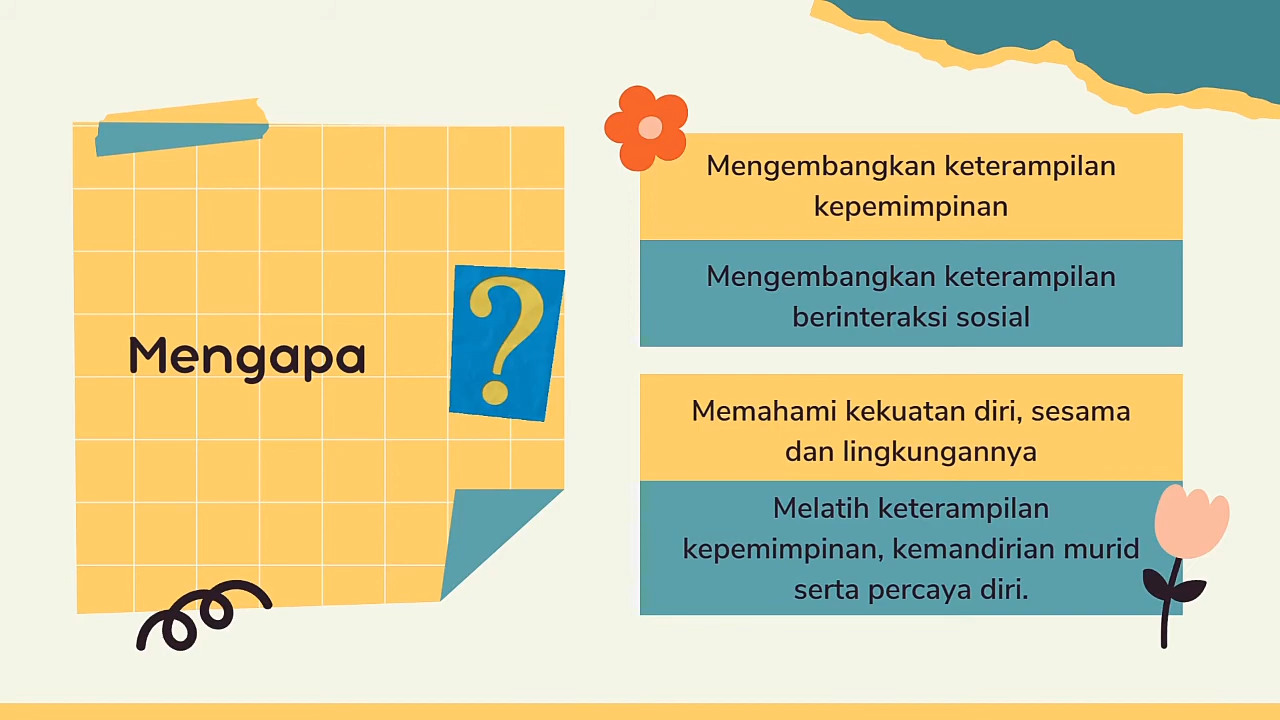 Mengapa
?
Mengembangkan keterampilan
kepemimpinan
Mengembangkan keterampilan
berinteraksi sosial
Memahami kekuatan diri, sesama
dan lingkungannya
Melatih keterampilan
kepemimpinan, kemandirian murid
serta percaya diri.